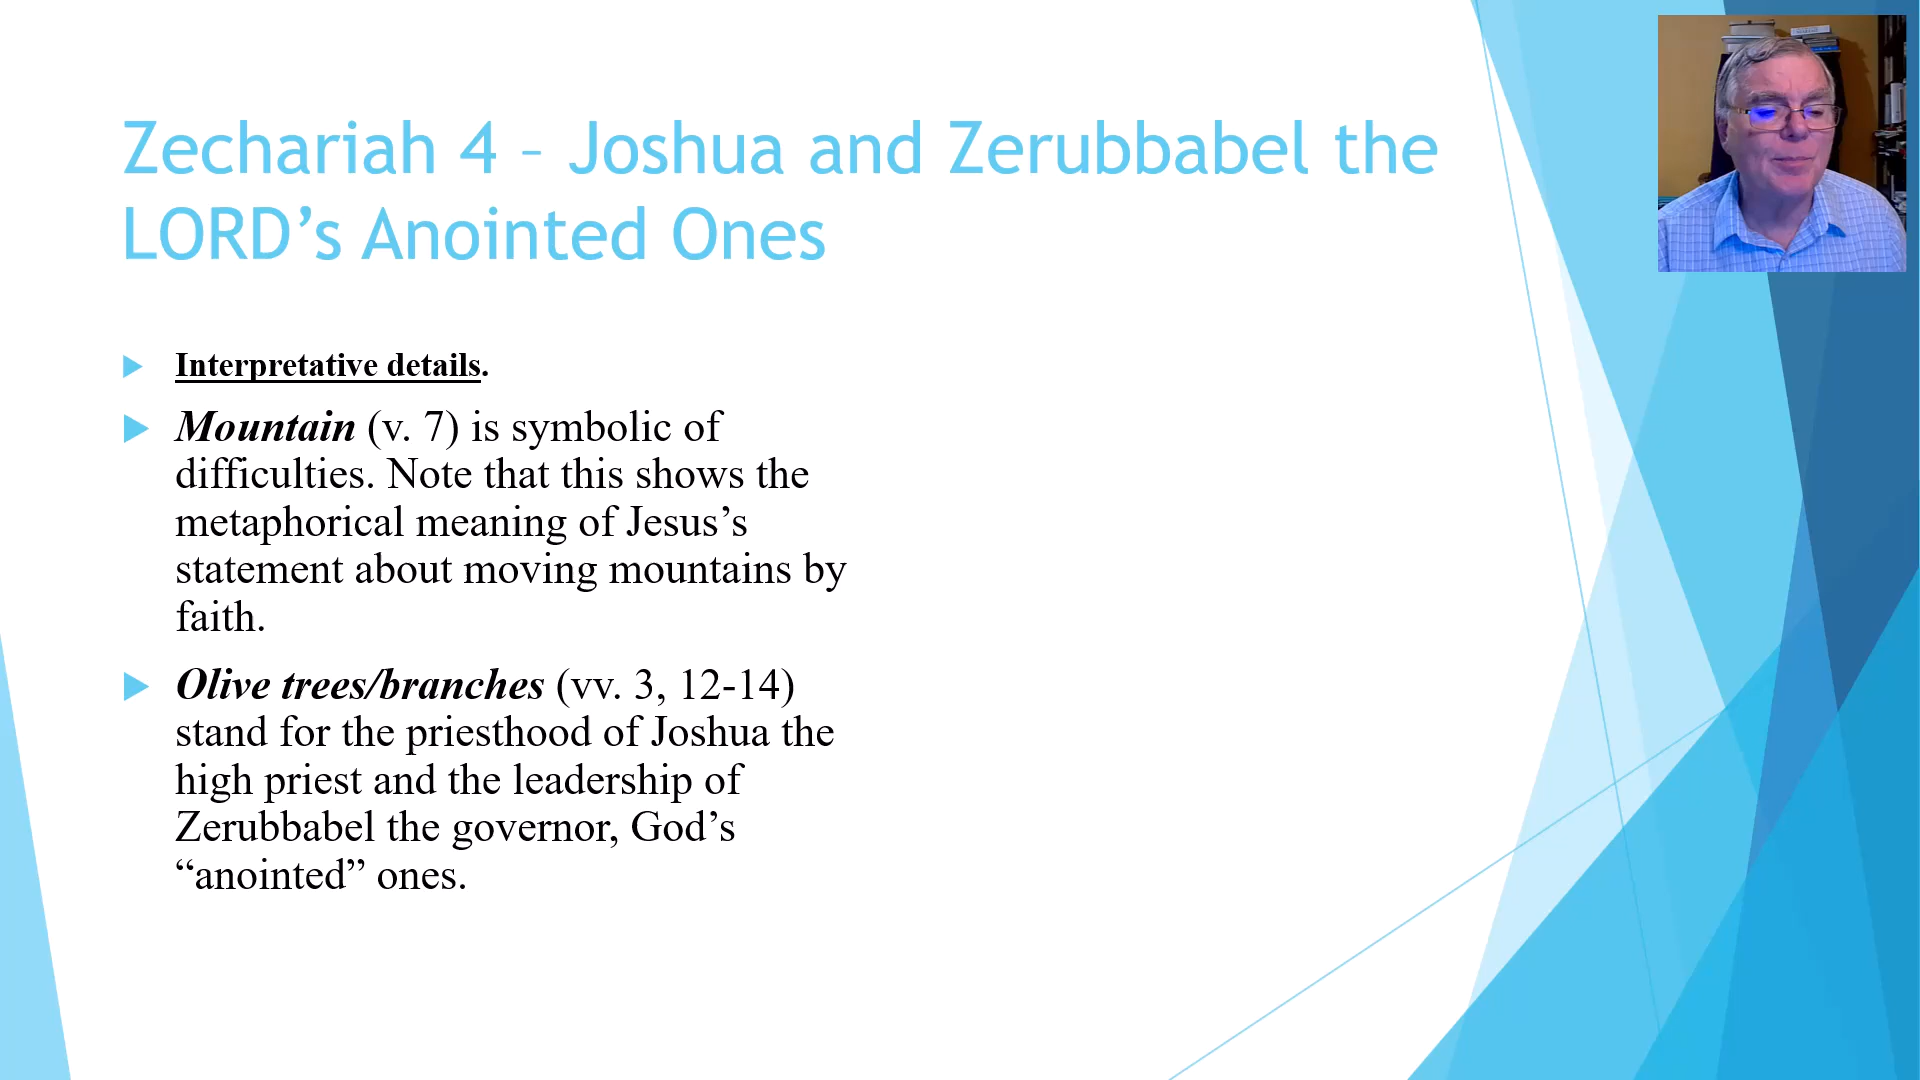 Zechariah 4 – Joshua and Zerubbabel the
LORD’s Anointed Ones
Interpretative details.
Mountain (v. 7) is symbolic of
difficulties. Note that this shows the
metaphorical meaning of Jesus’s
statement about moving mountains by
faith.
Olive trees/branches (vv. 3, 12-14)
stand for the priesthood of Joshua the
high priest and the leadership of
Zerubbabel the governor, God’s
“anointed” ones.